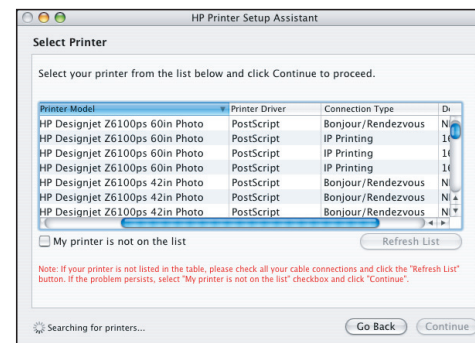 HP Printer Setup Assistant
Select Printer
Select your printer from the list below and click Continue to proceed.
Printer Model Printer Driver Connection Type
HP Designjet Z6100ps 60in Photo PostScript Bonjour/Rendezvous
HP Designjet Z6100ps 60in Photo PostScript IP Printing
HP Designjet Z6100ps 60in Photo PostScript IP Printing
HP Designjet Z6100ps 60in Photo PostScript IP Printing
HP Designjet Z6100ps 42in Photo PostScript Bonjour/Rendezvous
HP Designjet Z6100ps 42in Photo PostScript Bonjour/Rendezvous
HP Designjet Z6100ps 42in Photo PostScript Bonjour/Rendezvous
My printer is not on the list Refresh List
Note: If your printer is not listed in the table, please check all your cable connections and click the "Refresh List"
button. If the problem persists, select "My printer is not on the list" checkbox and click "Continue".
Searching for printers... Go Back Continue